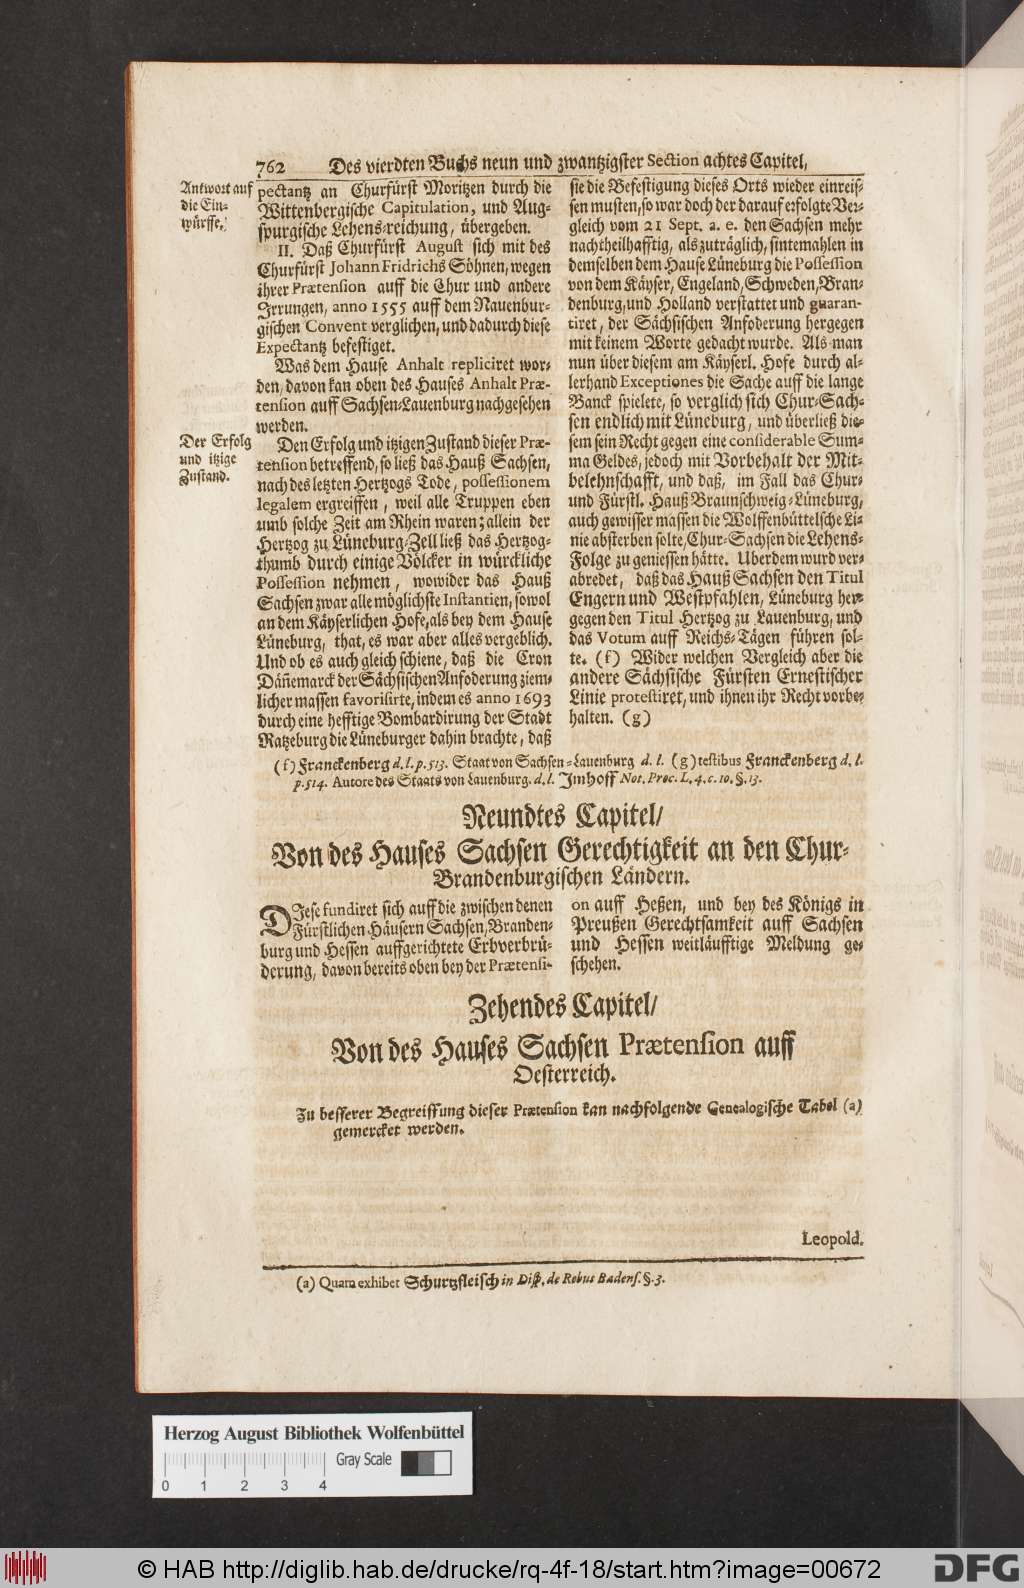 762 Des vierdten Buchs neun und zwantzigster Section achtes Capitel,
Antwort auf
die Ein-
würffe.
pectantz an Churfürst Moritzen durch die
Wittenbergische Capitulation, und Aug-
spurgische Lehens-reichung, übergeben.
II. Daß Churfürst August sich mit des
Churfürst Johann Fridrichs Söhnen, wegen
ihrer Prætension auff die Chur und andere
Irrungen, anno 1555 auff dem Nauenbur-
gischen Convent verglichen, und dadurch diese
Expectantz befestiget.
Was dem Hause Anhalt repliciret wor-
den, davon kan oben des Hauses Anhalt Præ-
tension auff Sachsen-Lauenburg nachgesehen
werden.
Der Erfolg
und itzige
Zustand.
Den Erfolg und itzigen Zustand dieser Præ-
tension betreffend, so ließ das Hauß Sachsen,
nach des letzten Hertzogs Tode, possessionem
legalem ergreiffen, weil alle Truppen eben
umb solche Zeit am Rhein waren; allein der
Hertzog zu Lüneburg-Zell ließ das Hertzog-
thumb durch einige Völcker in würckliche
Possession nehmen, wowider das Hauß
Sachsen zwar alle möglichste Instantien, sowol
an dem Käyserlichen Hofe, als bey dem Hause
Lüneburg, that, es war aber alles vergeblich.
Und ob es auch gleich schiene, daß die Cron
Däñemarck der Sächsischen Anfoderung ziem-
licher massen favorisirte, indem es anno 1693
durch eine hefftige Bombardirung der Stadt
Ratzeburg die Lüneburger dahin brachte, daß
sie die Befestigung dieses Orts wieder einreis-
sen musten, so war doch der darauf erfolgte Ver-
gleich vom 21 Sept. a. e. den Sachsen mehr
nachtheilhafftig, als zuträglich, sintemahlen in
demselben dem Hause Lüneburg die Possession
von dem Käyser, Engeland, Schweden, Bran-
denburg, und Holland verstattet und guaran-
tiret, der Sächsischen Anfoderung hergegen
mit keinem Worte gedacht wurde. Als man
nun über diesem am Käyserl. Hofe durch al-
lerhand Exceptiones die Sache auff die lange
Banck spielete, so verglich sich Chur-Sach-
sen endlich mit Lüneburg, und überließ die-
sem sein Recht gegen eine considerable Sum-
ma Geldes, jedoch mit Vorbehalt der Mit-
belehnschafft, und daß, im Fall das Chur-
und Fürstl. Hauß Braunschweig-Lüneburg,
auch gewisser massen die Wolffenbüttelsche Li-
nie absterben solte, Chur-Sachsen die Lehens-
Folge zu geniessen hätte. Uberdem wurd ver-
abredet, daß das Hauß Sachsen den Titul
Engern und Westpfahlen, Lüneburg her-
gegen den Titul Hertzog zu Lauenburg, und
das Votum auff Reichs-Tägen führen sol-
te. (f) Wider welchen Vergleich aber die
andere Sächsische Fürsten Ernestischer
Linie protestiret, und ihnen ihr Recht vorbe-
halten. (g)
(f) Franckenberg d. l. p. 513. Staat von Sachsen-Lauenburg d. l. (g) testibus Franckenberg d. l.
p. 514. Autore des Staats von Lauenburg. d. l. Imhoff Not. Proc. L. 4. c. 10. §. 13.
Neundtes Capitel/
Von des Hauses Sachsen Gerechtigkeit an den Chur-
Brandenburgischen Ländern.
DIese fundiret sich auff die zwischen denen
Fürstlichen Häusern Sachsen, Branden-
burg und Hessen auffgerichtete Erbverbrü-
derung, davon bereits oben bey der Prætensi-
on auff Heßen, und bey des Königs in
Preußen Gerechtsamkeit auff Sachsen
und Hessen weitläufftige Meldung ge-
schehen.
Zehendes Capitel/
Von des Hauses Sachsen Prætension auff
Oesterreich.
Zu besserer Begreiffung dieser Prætension kan nachfolgende Genealogische Tabel (a)
gemercket werden.
Leopold.
(a) Quam exhibet Schurtzfleisch in Disp. de Rebus Badens. §. 3.
Herzog August Bibliothek Wolfenbüttel
Gray Scale
0 1 2 3 4
© HAB http://diglib.hab.de/drucke/rq-4f-18/start.htm?image=00672
DFG